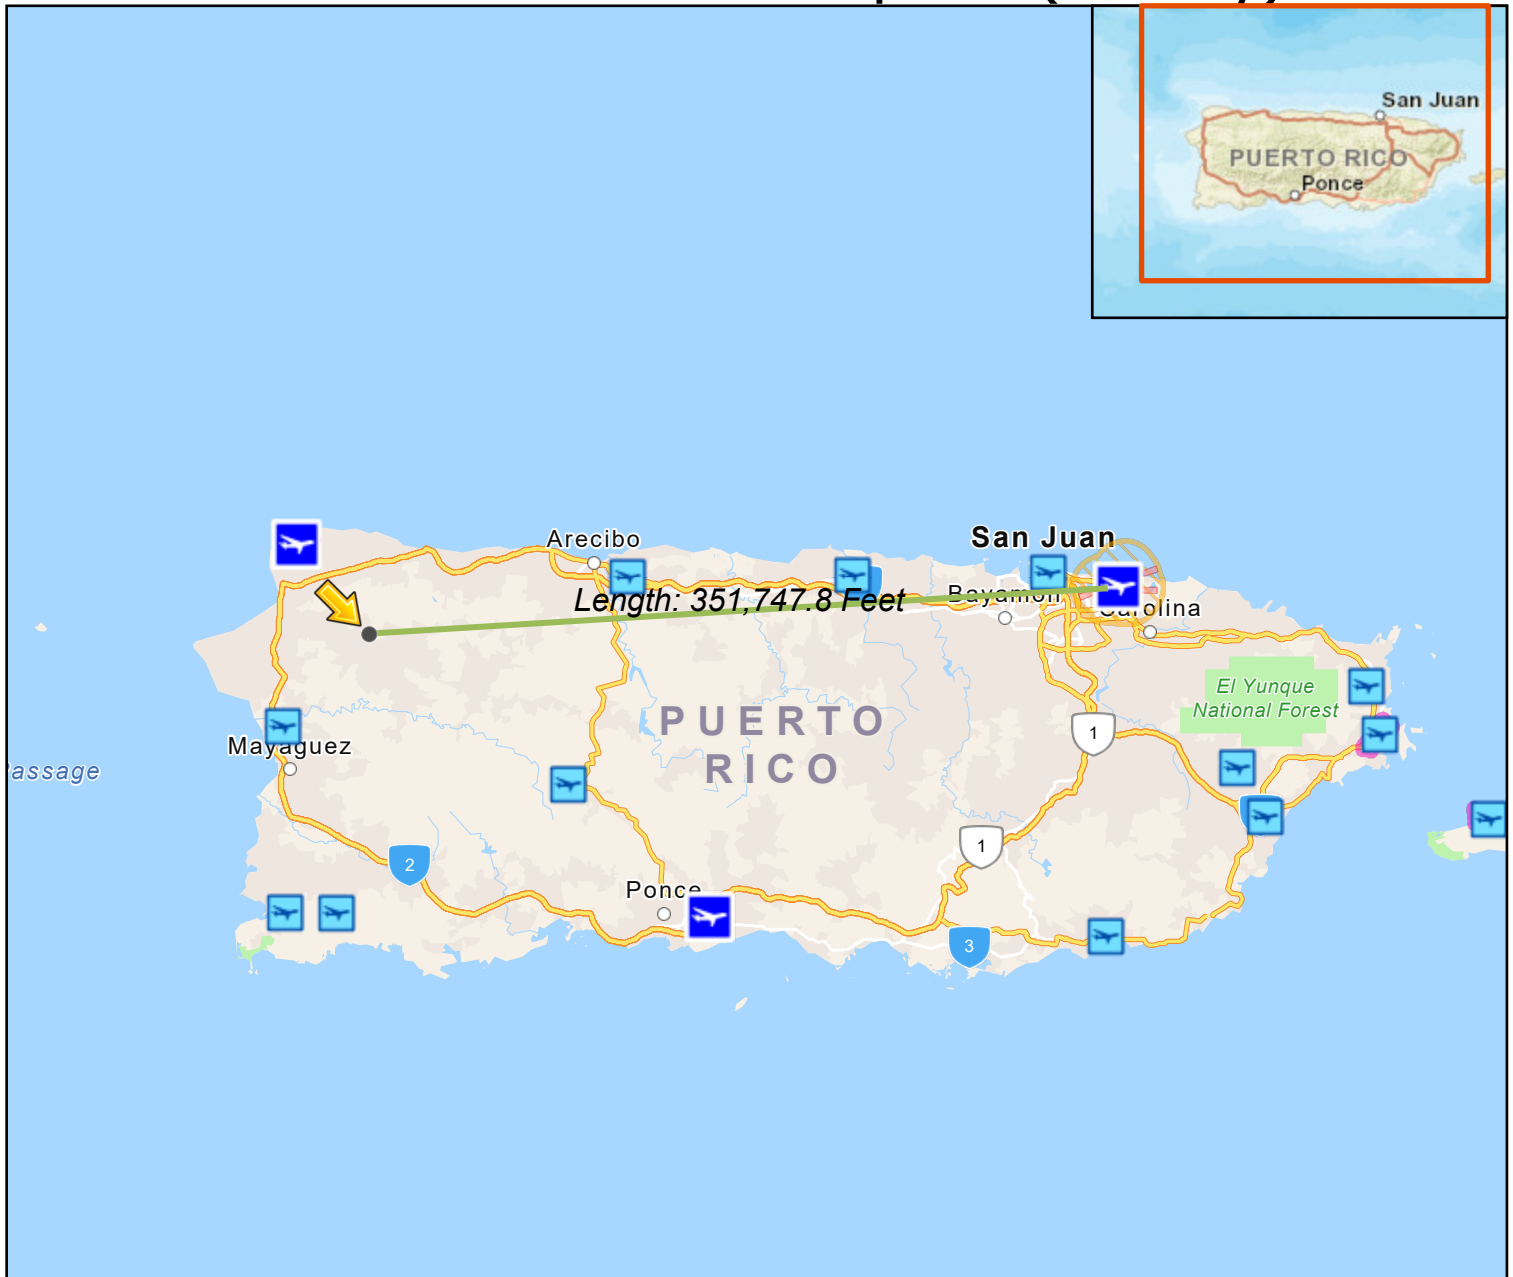 San Juan
PUERTO RICO
Ponce
Arecibo
San Juan
Length: 351,747.8 Feet
Bayamon
Carolina
El Yunque
National Forest
PUERTO
RICO
1
Mayaguez
assage
1
2
Ponce
3